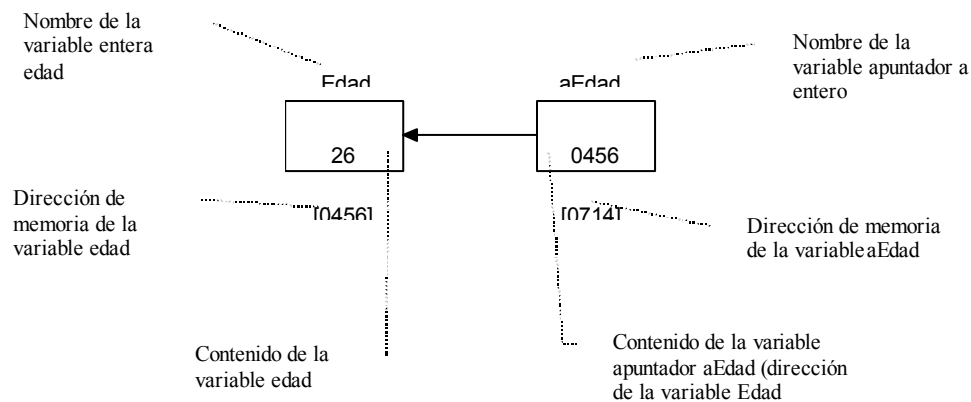 Nombre de la
variable entera
edad
Nombre de la
variable apuntador a
entero
Edad
aEdad
26
0456
Dirección de
memoria de la
variable edad
[0456]
[0714]
Dirección de memoria
de la variable aEdad
Contenido de la
variable edad
Contenido de la variable
apuntador aEdad (dirección
de la variable Edad